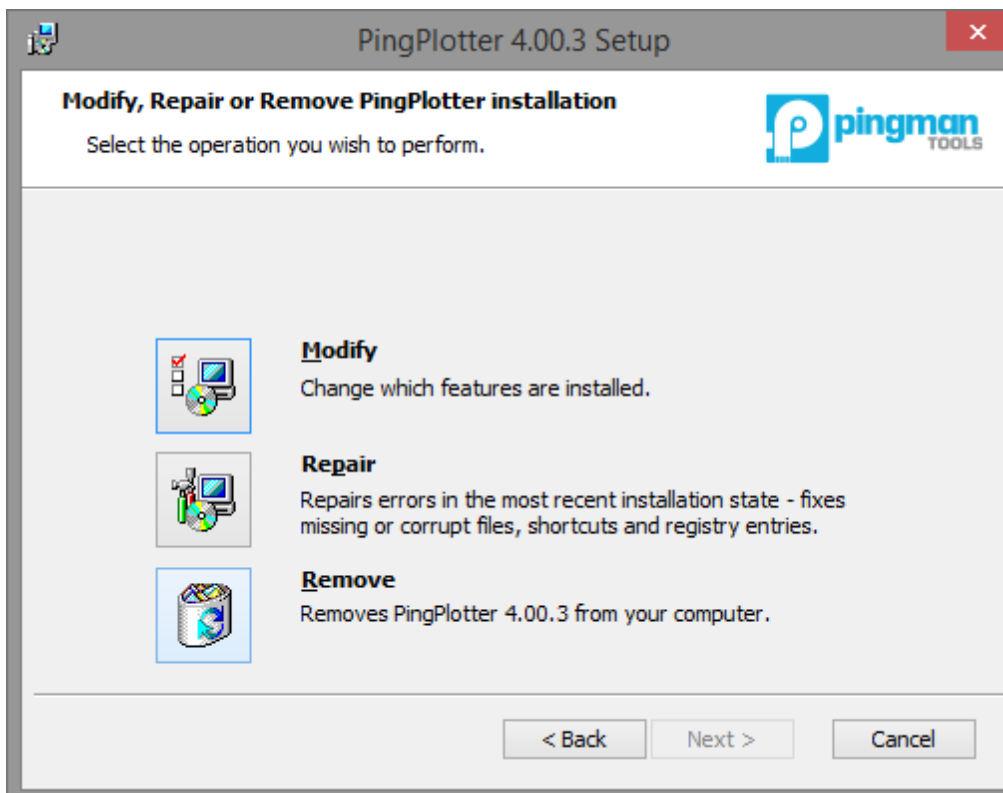 PingPlotter 4.00.3 Setup
Modify, Repair or Remove PingPlotter installation
Select the operation you wish to perform.
pingman
TOOLS
Modify
Change which features are installed.
Repair
Repairs errors in the most recent installation state - fixes
missing or corrupt files, shortcuts and registry entries.
Remove
Removes PingPlotter 4.00.3 from your computer.
< Back Next > Cancel